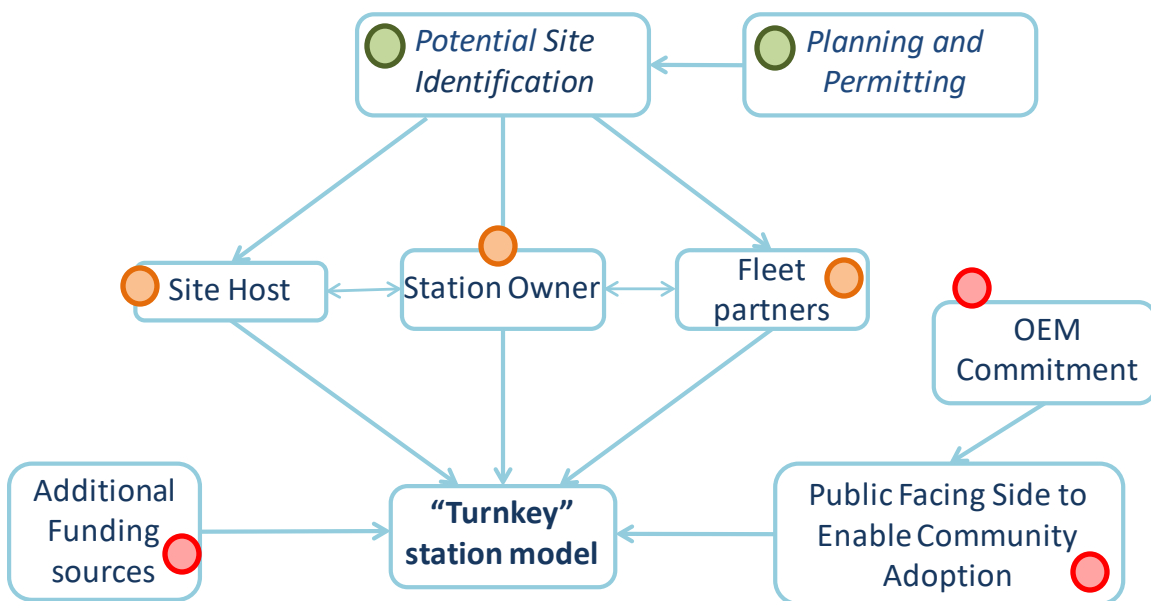 Potential Site
Identification
Planning and
Permitting
Site Host
Station Owner
Fleet
partners
OEM
Commitment
Additional
Funding
sources
“Turnkey”
station model
Public Facing Side to
Enable Community
Adoption